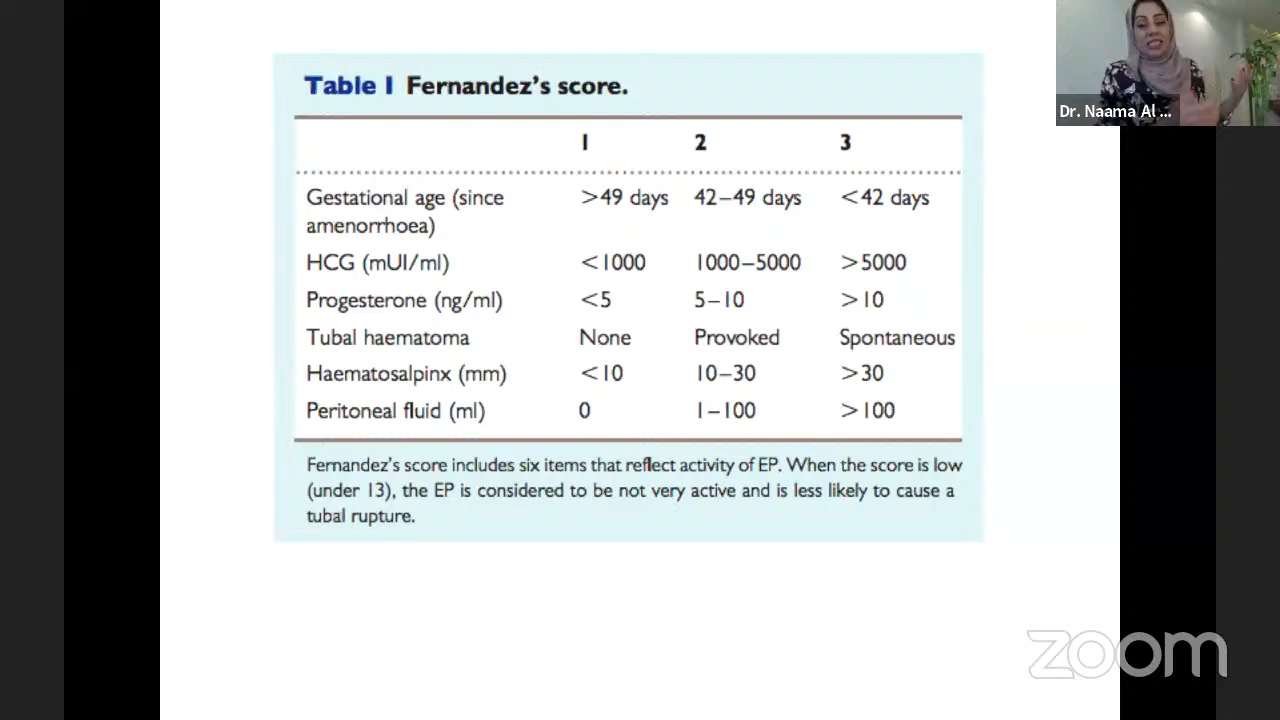 Table 1 Fernandez's score.
1 2 3
Gestational age (since >49 days 42–49 days <42 days
amenorrhoea)
HCG (mUI/ml) <1000 1000–5000 >5000
Progesterone (ng/ml) <5 5–10 >10
Tubal haematoma None Provoked Spontaneous
Haematosalpinx (mm) <10 10–30 >30
Peritoneal fluid (ml) 0 1–100 >100
Fernandez's score includes six items that reflect activity of EP. When the score is low
(under 13), the EP is considered to be not very active and is less likely to cause a
tubal rupture.
Dr. Naama Al ...
zoom